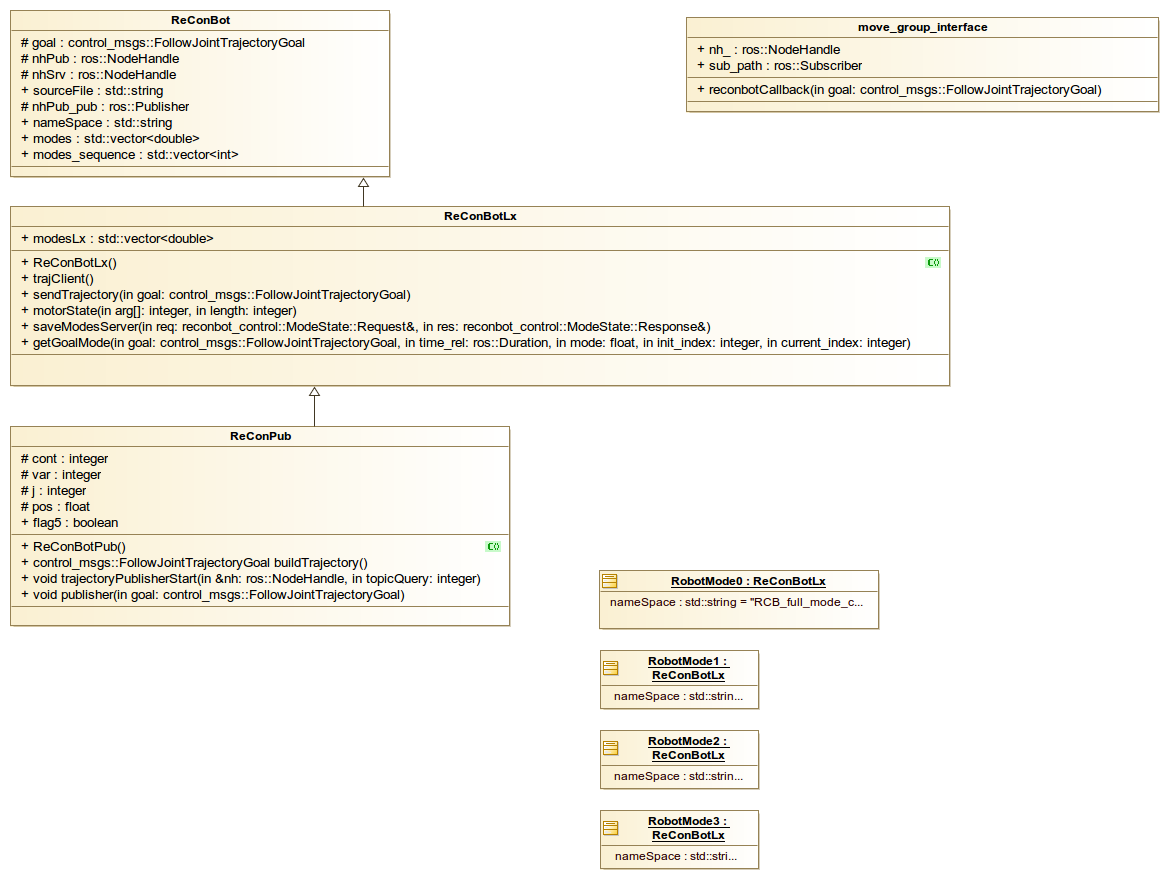 ReConBot
# goal : control_msgs::FollowJointTrajectoryGoal
# nhPub : ros::NodeHandle
# nhSrv : ros::NodeHandle
+ sourceFile : std::string
# nhPub_pub : ros::Publisher
+ nameSpace : std::string
+ modes : std::vector<double>
+ modes_sequence : std::vector<int>
move_group_interface
+ nh_ : ros::NodeHandle
+ sub_path : ros::Subscriber
+ reconbotCallback(in goal: control_msgs::FollowJointTrajectoryGoal)
ReConBotLx
+ modesLx : std::vector<double>
+ ReConBotLx()
C()
+ trajClient()
+ sendTrajectory(in goal: control_msgs::FollowJointTrajectoryGoal)
+ motorState(in arg[]: integer, in length: integer)
+ saveModesServer(in req: reconbot_control::ModeState::Request&, in res: reconbot_control::ModeState::Response&)
+ getGoalMode(in goal: control_msgs::FollowJointTrajectoryGoal, in time_rel: ros::Duration, in mode: float, in init_index: integer, in current_index: integer)
ReConPub
# cont : integer
# var : integer
# j : integer
# pos : float
+ flag5 : boolean
+ ReConBotPub()
C()
+ control_msgs::FollowJointTrajectoryGoal buildTrajectory()
+ void trajectoryPublisherStart(in &nh: ros::NodeHandle, in topicQuery: integer)
+ void publisher(in goal: control_msgs::FollowJointTrajectoryGoal)
RobotMode0 : ReConBotLx
nameSpace : std::string = "RCB_full_mode_c...
RobotMode1 :
ReConBotLx
nameSpace : std::strin...
RobotMode2 :
ReConBotLx
nameSpace : std::strin...
RobotMode3 :
ReConBotLx
nameSpace : std::stri...